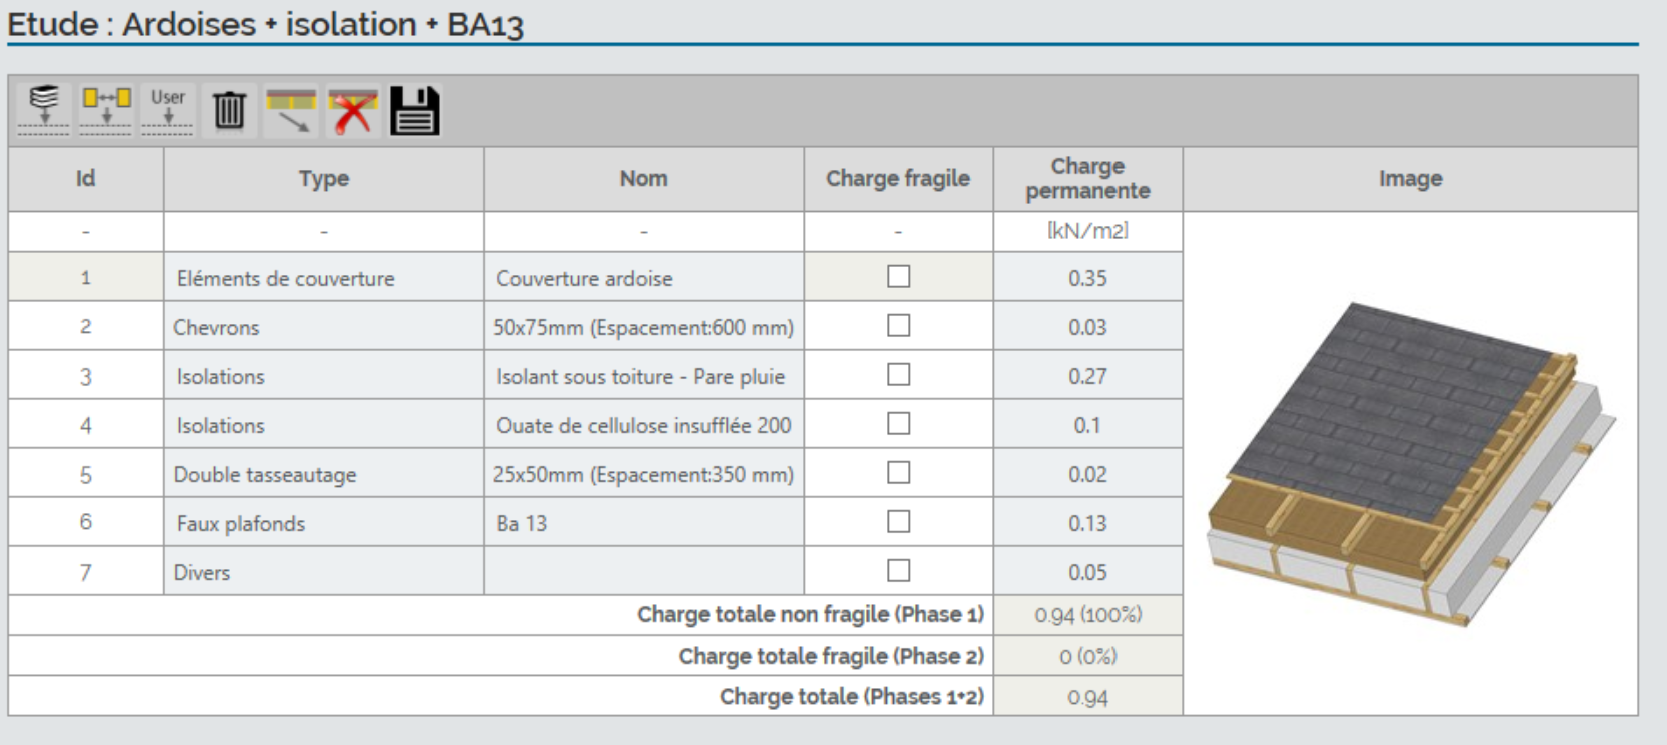 Etude : Ardoises + isolation + BA13
User
Id Type Nom Charge fragile Charge permanente Image
- - - - [kN/m2]
1 Eléments de couverture Couverture ardoise 0.35
2 Chevrons 50x75mm (Espacement:600 mm) 0.03
3 Isolations Isolant sous toiture - Pare pluie 0.27
4 Isolations Ouate de cellulose insufflée 200 0.1
5 Double tasseautage 25x50mm (Espacement:350 mm) 0.02
6 Faux plafonds Ba 13 0.13
7 Divers 0.05
Charge totale non fragile (Phase 1) 0.94 (100%)
Charge totale fragile (Phase 2) 0 (0%)
Charge totale (Phases 1+2) 0.94